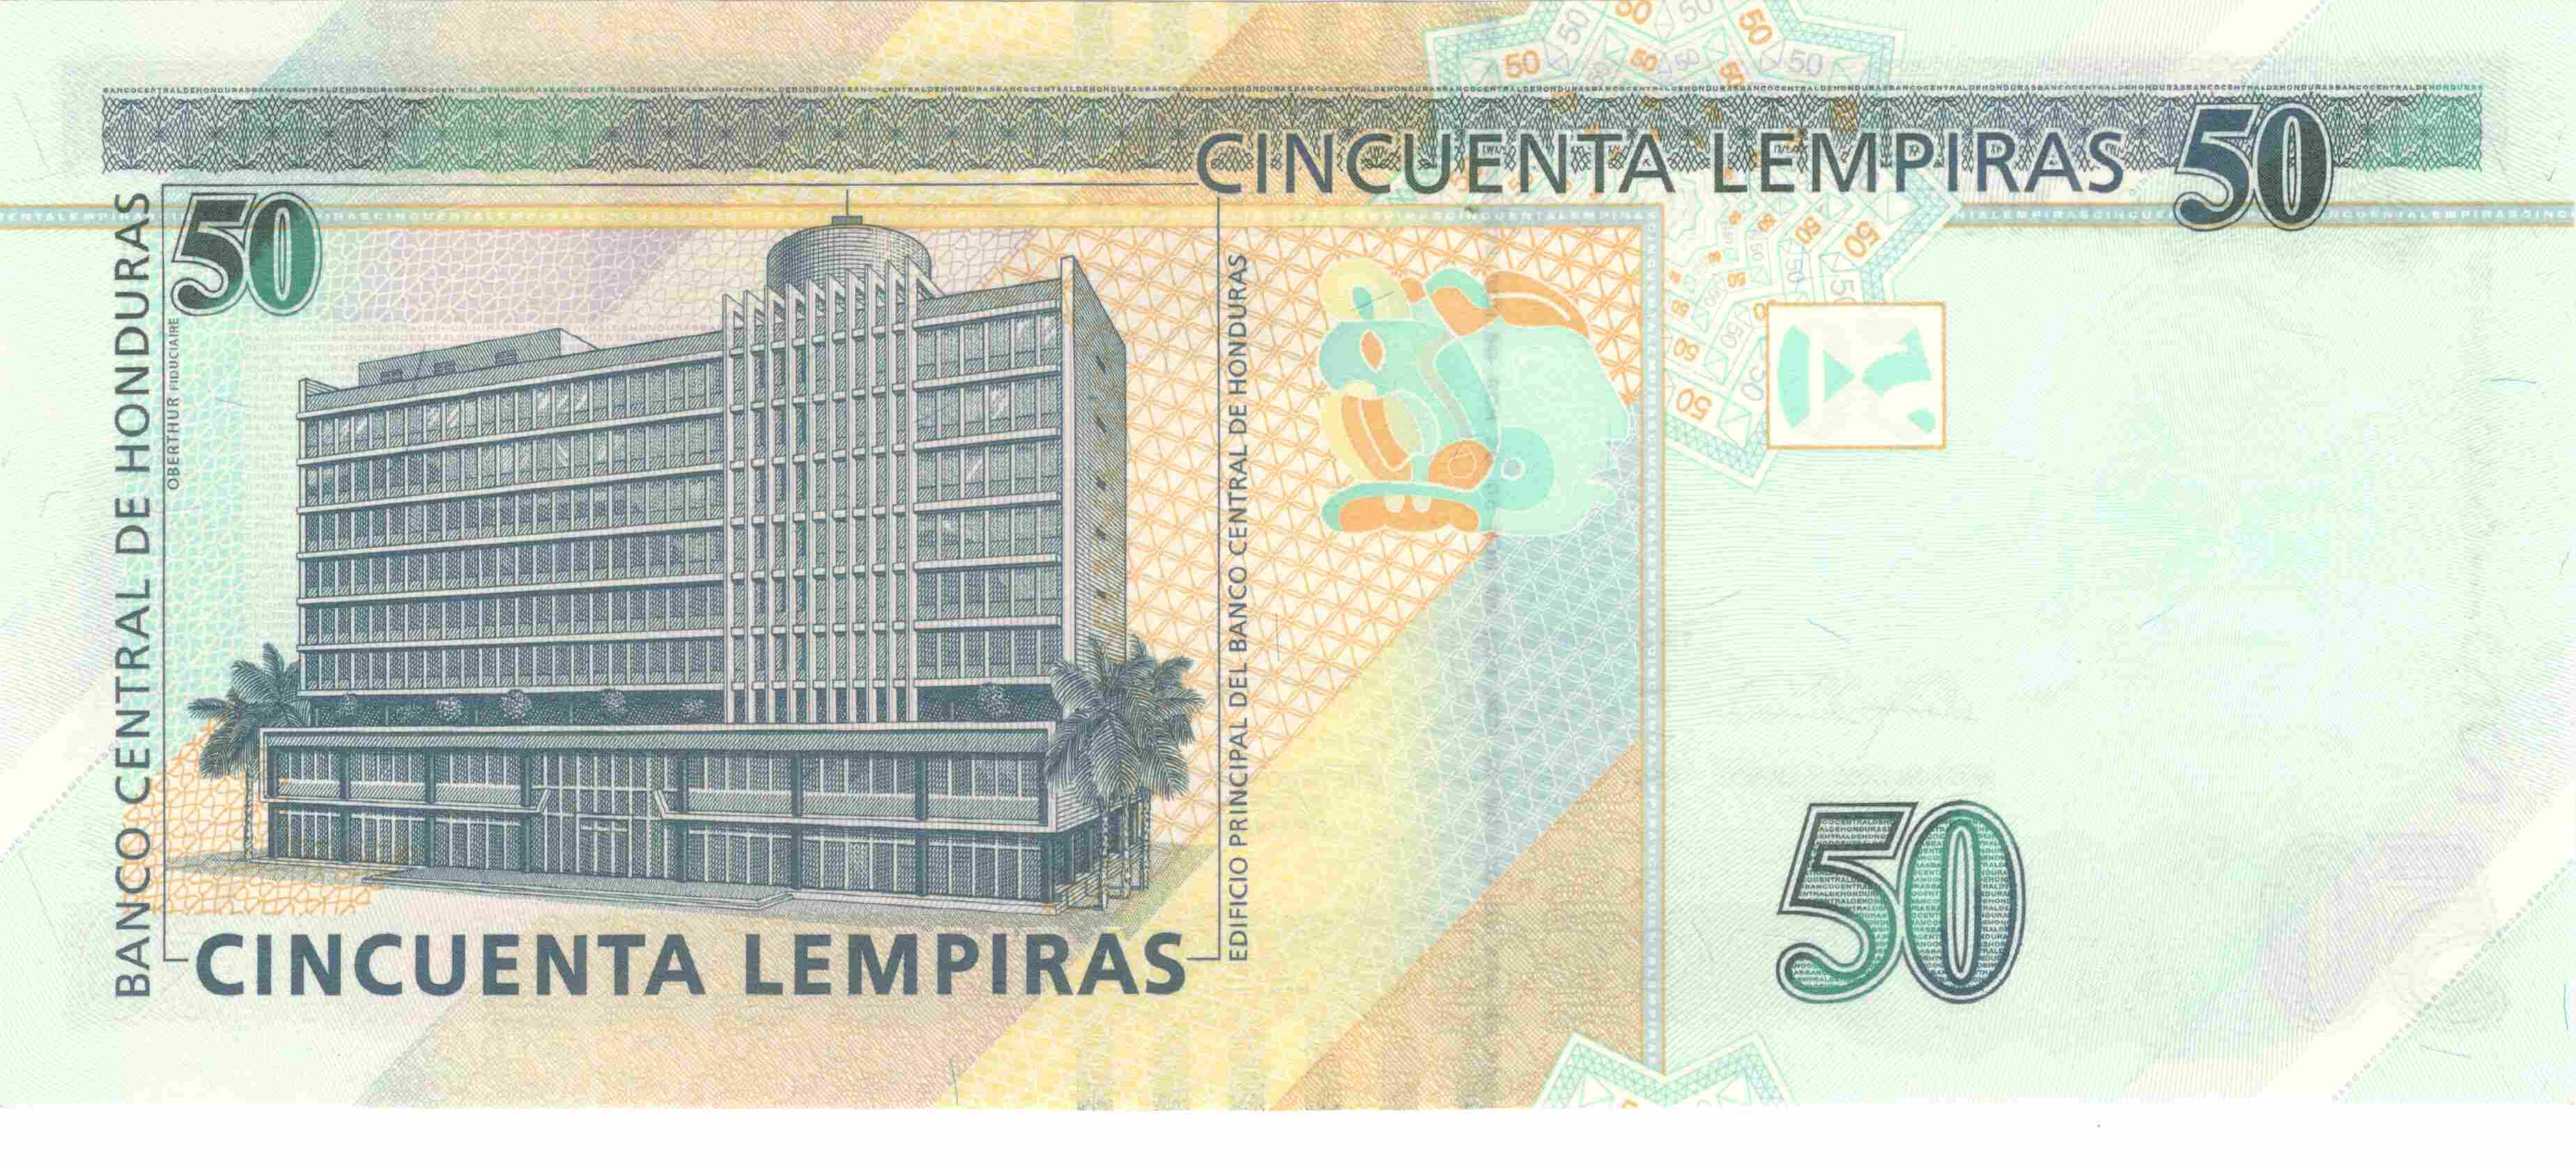 BANCOCENTRALDEHONDURASBANCOCENTRALDEHONDURASBANCOCENTRALDEHONDURAS
CINCUENTA LEMPIRAS 50
50
BANCO CENTRAL DE HONDURAS
OBERTHUR FIDUCIAIRE
EDIFICIO PRINCIPAL DEL BANCO CENTRAL DE HONDURAS
50
CINCUENTA LEMPIRAS